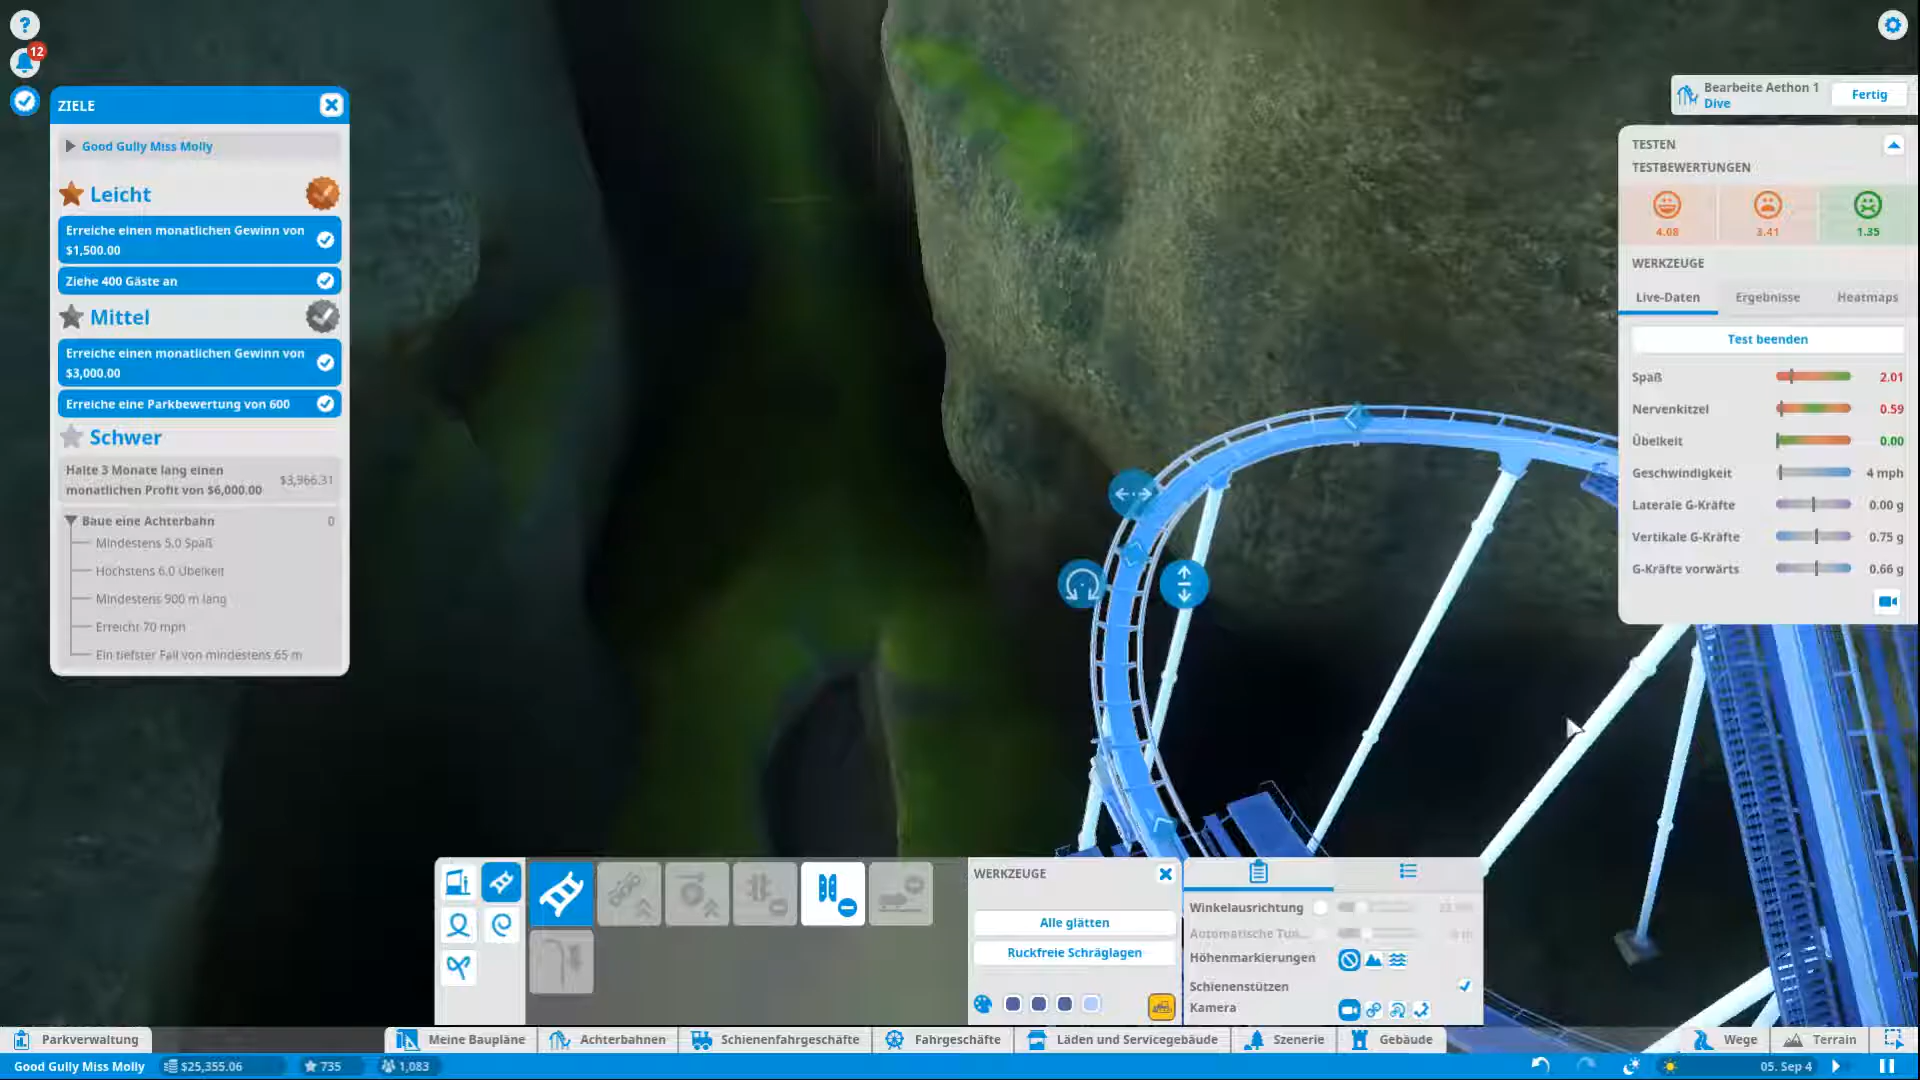 12
ZIELE
Good Gully Miss Molly
Leicht
Erreiche einen monatlichen Gewinn von
$1,500.00
Ziehe 400 Gäste an
Mittel
Erreiche einen monatlichen Gewinn von
$3,000.00
Erreiche eine Parkbewertung von 600
Schwer
Halte 3 Monate lang einen
monatlichen Profit von $6,000.00
$3,966.31
Baue eine Achterbahn 0
Mindestens 5.0 Spaß
Höchstens 6.0 Übelkeit
Mindestens 900 m lang
Erreicht 70 mph
Ein tiefster Fall von mindestens 65 m
Bearbeite Aethon 1
Dive
Fertig
TESTEN
TESTBEWERTUNGEN
4.08 3.41 1.35
WERKZEUGE
Live-Daten Ergebnisse Heatmaps
Test beenden
Spaß 2.01
Nervenkitzel 0.59
Übelkeit 0.00
Geschwindigkeit 4 mph
Laterale G-Kräfte 0.00 g
Vertikale G-Kräfte 0.75 g
G-Kräfte vorwärts 0.66 g
WERKZEUGE
Alle glätten
Ruckfreie Schräglagen
Winkelausrichtung
Automatische Tun...
Höhenmarkierungen
Schienenstützen
Kamera
Parkverwaltung Meine Baupläne Achterbahnen Schienenfahrgeschäfte Fahrgeschäfte Läden und Servicegebäude Szenerie Gebäude Wege Terrain
Good Gully Miss Molly $25,355.06 735 1,083 05. Sep 4